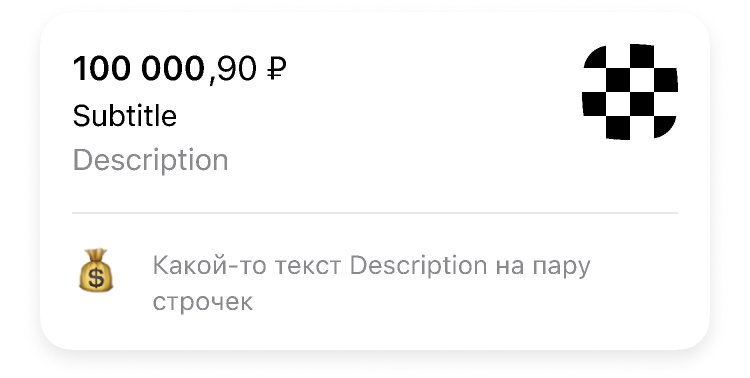 100 000,90 ₽
Subtitle
Description
Какой-то текст Description на пару
строчек